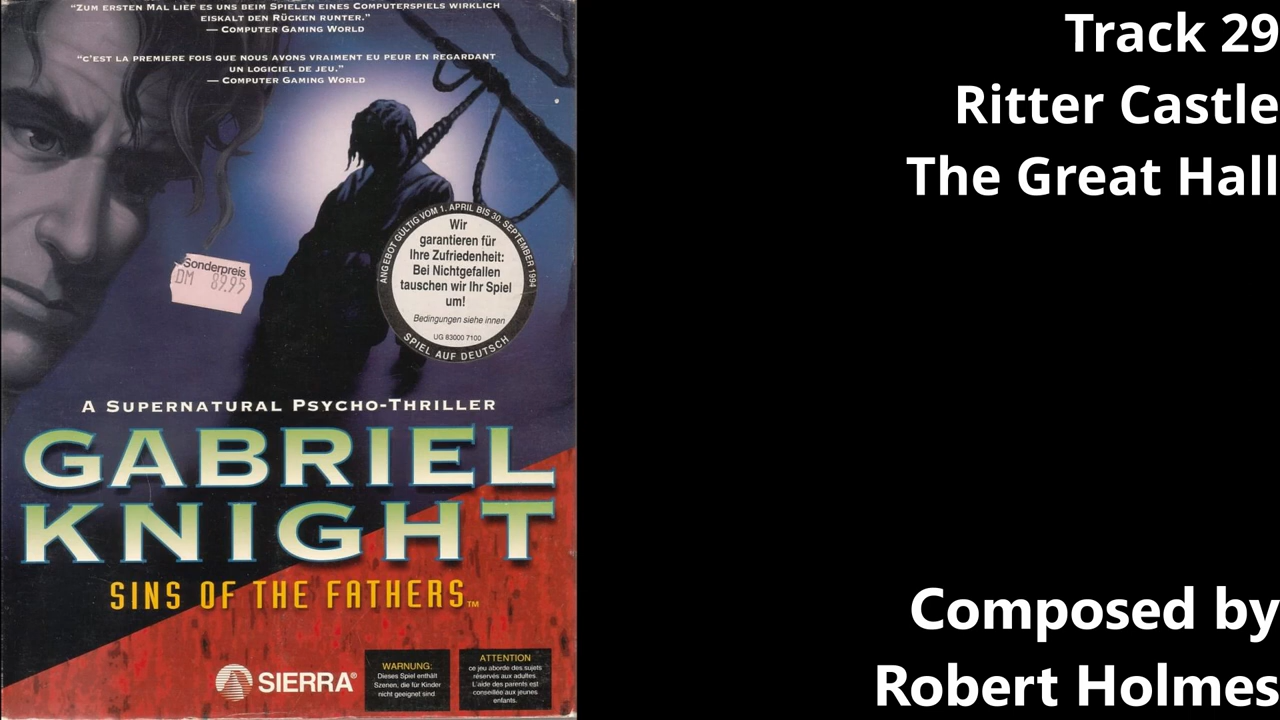 “ZUM ERSTEN MAL LIEF ES UNS BEIM SPIELEN EINES COMPUTERSPIELS WIRKLICH
EISKALT DEN RÜCKEN RUNTER.”
— COMPUTER GAMING WORLD
“C'EST LA PREMIERE FOIS QUE NOUS AVONS VRAIMENT EU PEUR EN REGARDANT
UN LOGICIEL DE JEU.”
— COMPUTER GAMING WORLD
ANGEBOT GÜLTIG VOM 1. APRIL BIS 30. SEPTEMBER 1994
Wir
garantieren für
Ihre Zufriedenheit:
Bei Nichtgefallen
tauschen wir Ihr Spiel
um!
Bedingungen siehe innen
UG 83000 7100
SPIEL AUF DEUTSCH
Sonderpreis
DM 89.95
A SUPERNATURAL PSYCHO-THRILLER
GABRIEL
KNIGHT
SINS OF THE FATHERS™
SIERRA®
WARNUNG:
Dieses Spiel enthält
Szenen, die für Kinder
nicht geeignet sind
ATTENTION
ce jeu aborde des sujets
réservés aux adultes.
L'aide des parents est
conseillée aux jeunes
enfants.
Track 29
Ritter Castle
The Great Hall
Composed by
Robert Holmes